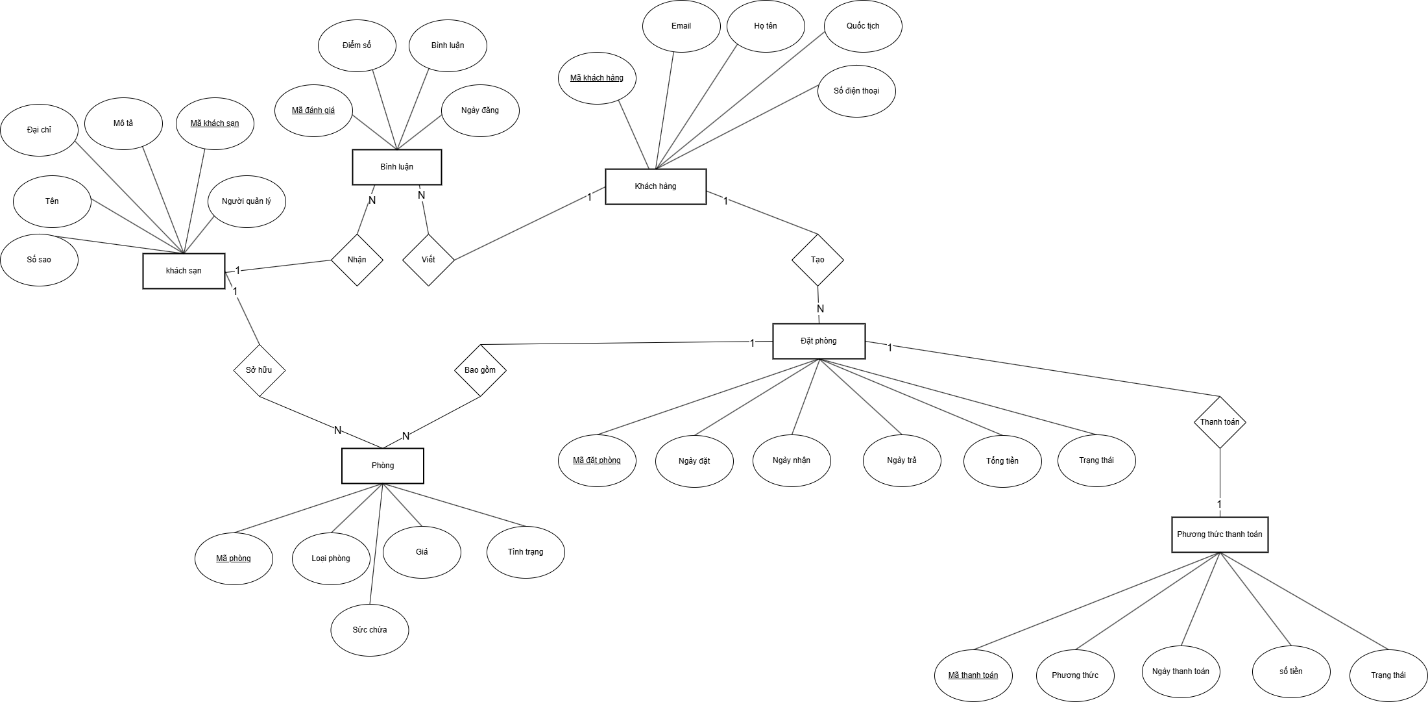 Email
Họ tên
Quốc tịch
Điểm số
Bình luận
Mã khách hàng
Số điện thoại
Mã đánh giá
Ngày đăng
Đại chỉ
Mô tả
Mã khách sạn
Bình luận
Khách hàng
Tên
Người quản lý
N
N
1
1
Số sao
khách sạn
1
Nhận
Viết
Tạo
1
N
Sở hữu
Bao gồm
1
Đặt phòng
1
N
N
Thanh toán
Phòng
Mã đặt phòng
Ngày đặt
Ngày nhân
Ngày trả
Tổng tiền
Trạng thái
1
Phương thức thanh toán
Mã phòng
Loại phòng
Giá
Tình trạng
Sức chứa
Mã thanh toán
Phương thức
Ngày thanh toán
số tiền
Trạng thái